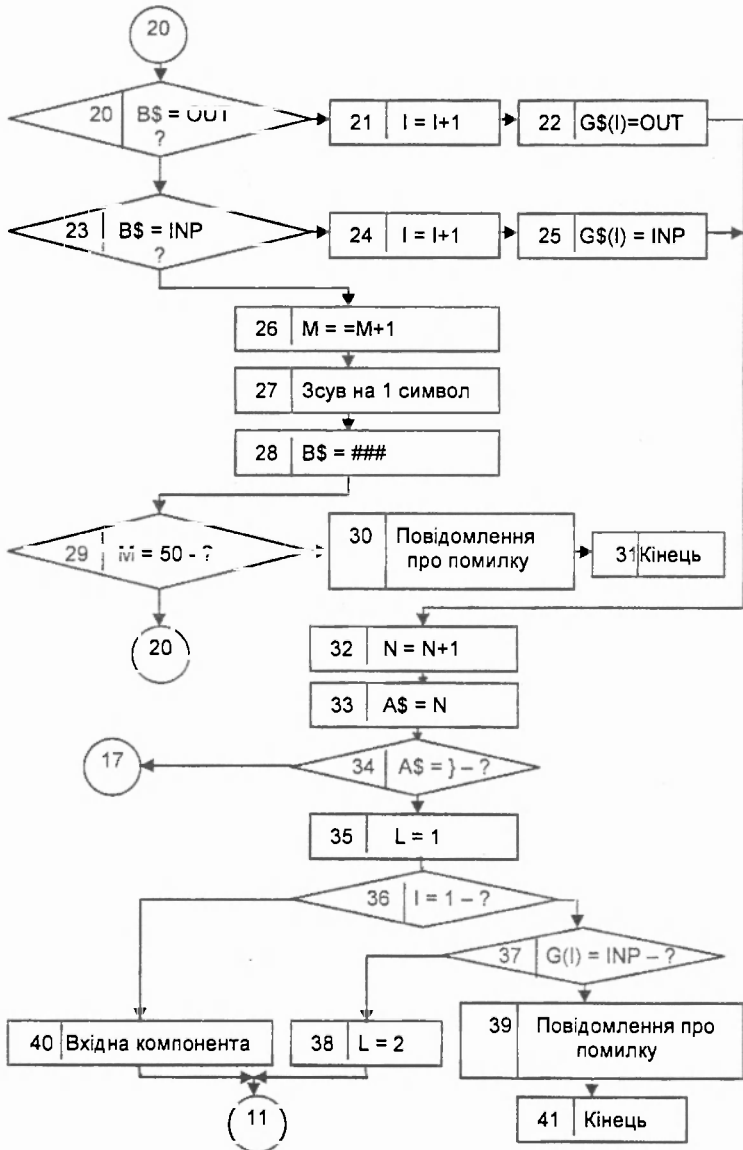 20
20 B$ = OUT
?
21 I = I+1
22 G$(I)=OUT
23 B$ = INP
?
24 I = I+1
25 G$(I) = INP
26 M = =M+1
27 Зсув на 1 символ
28 B$ = ###
29 M = 50 - ?
30 Повідомлення
про помилку
31 Кінець
20
32 N = N+1
33 A$ = N
17
34 A$ = } – ?
35 L = 1
36 I = 1 – ?
37 G(I) = INP – ?
40 Вхідна компонента
38 L = 2
39 Повідомлення про
помилку
11
41 Кінець